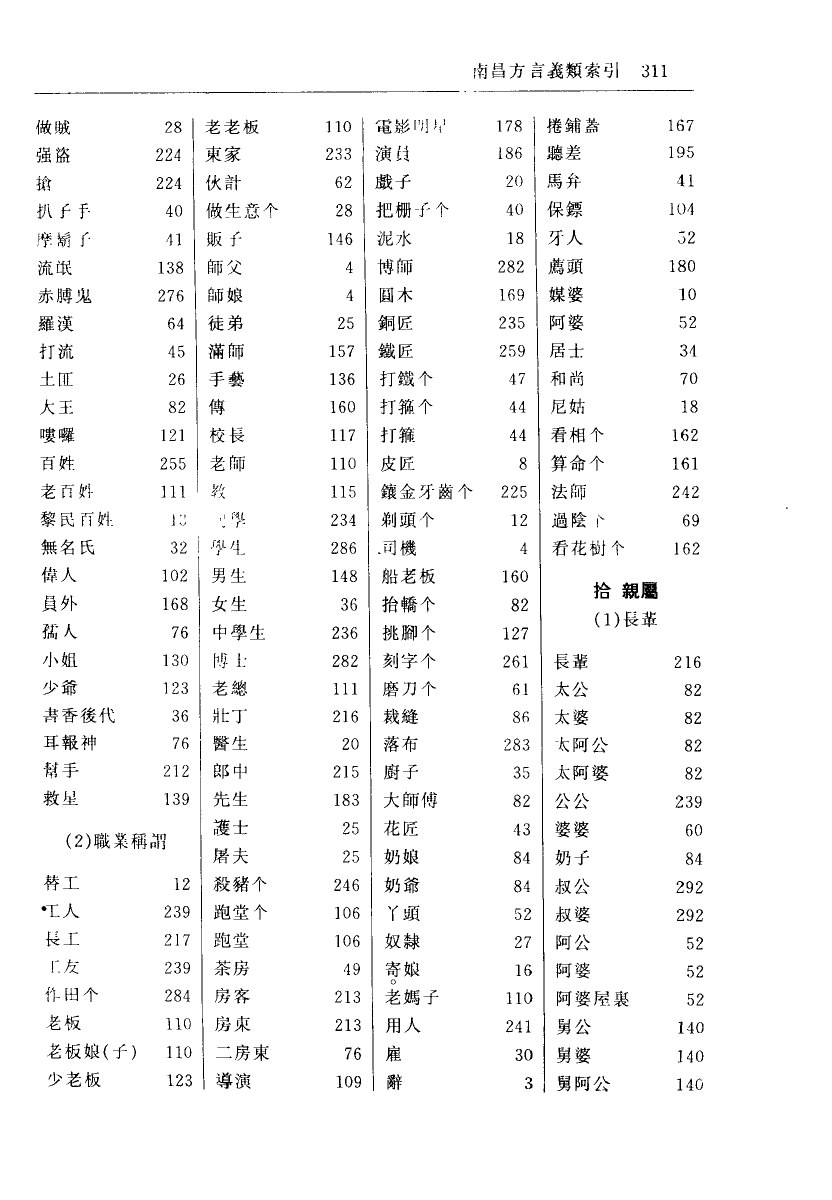 南昌方言義類索引 311
做賊 28
强盜 224
搶 224
扒子手 40
摩 子 41
流氓 138
赤膊鬼 276
羅漢 64
打流 45
土匪 26
大王 82
嘍囉 121
百姓 255
老百姓 111
黎民百姓
無名氏 32
偉人 102
員外 168
孺人 76
小姐 130
少爺 123
書香後代 36
耳報神 76
幫手 212
救星 139
(2)職業稱謂
替工 12
工人 239
長工 217
工友 239
作田个 284
老板 110
老板娘(子) 110
少老板 123
老老板 110
東家 233
伙計 62
做生意个 28
販子 146
師父 4
師娘 4
徒弟 25
滿師 157
手藝 136
傳 160
校長 117
老師 110
教 115
學 234
學生 286
男生 148
女生 36
中學生 236
博士 282
老總 111
壯丁 216
醫生 20
郎中 215
先生 183
護士 25
屠夫 25
殺豬个 246
跑堂个 106
跑堂 106
茶房 49
房客 213
房東 213
二房東 76
導演 109
電影明星 178
演員 186
戲子 20
把栅子个 40
泥水 18
博師 282
圓木 169
銅匠 235
鐵匠 259
打鐵个 47
打箍个 44
打箍 44
皮匠 8
鑲金牙齒个 225
剃頭个 12
司機 4
船老板 160
抬轎个 82
挑腳个 127
刻字个 261
磨刀个 61
裁縫 86
落布 283
廚子 35
大師傅 82
花匠 43
奶娘 84
奶爺 84
丫頭 52
奴隸 27
寄娘 16
老媽子 110
用人 241
雇 30
辭 3
捲鋪蓋 167
聽差 195
馬弁 41
保鏢 104
牙人 52
薦頭 180
媒婆 10
阿婆 52
居士 34
和尚 70
尼姑 18
看相个 162
算命个 161
法師 242
過陰个 69
看花樹个 162
拾 親屬
(1)長輩
長輩 216
太公 82
太婆 82
太阿公 82
太阿婆 82
公公 239
婆婆 60
奶子 84
叔公 292
叔婆 292
阿公 52
阿婆 52
阿婆屋裏 52
舅公 140
舅婆 140
舅阿公 140